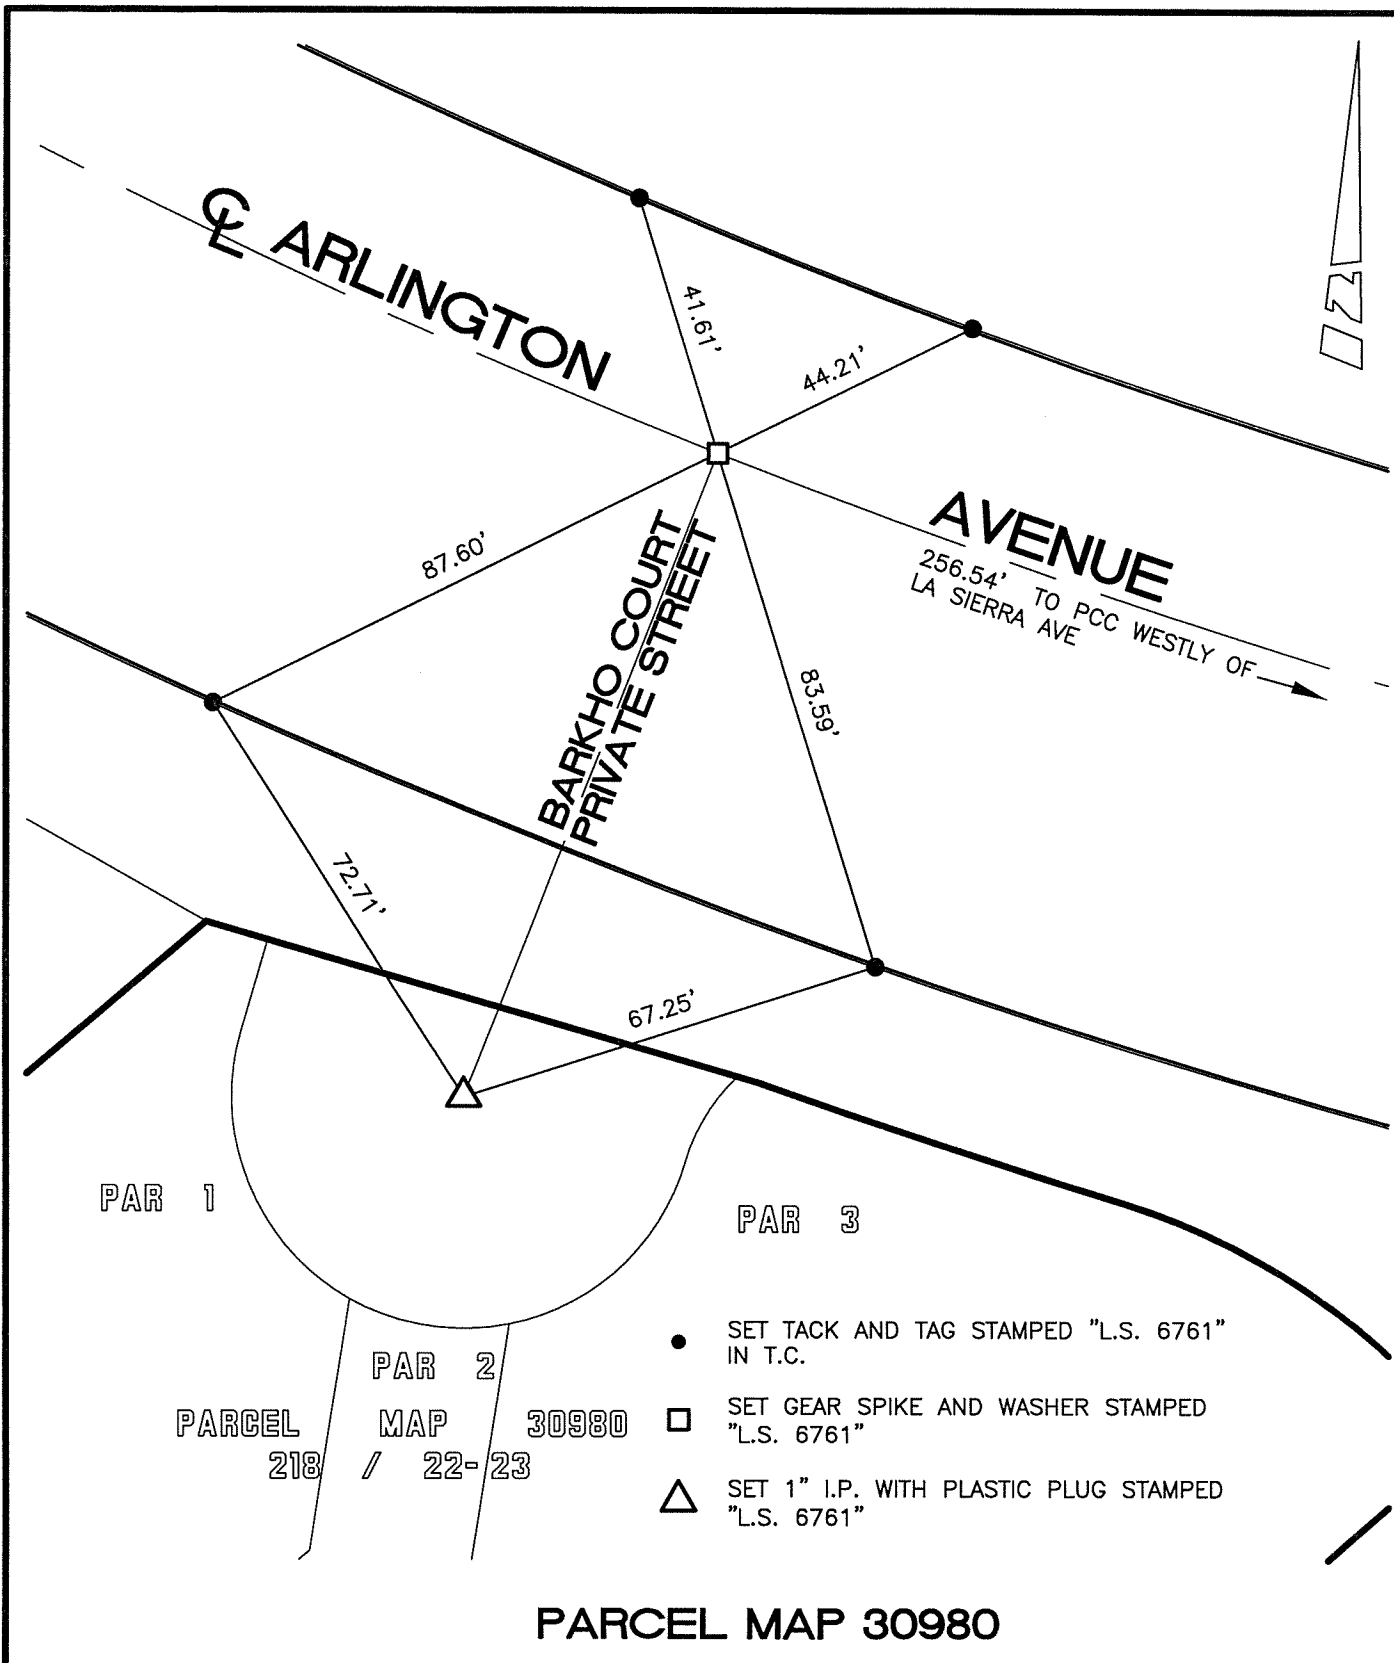 ℄ ARLINGTON
AVENUE
41.61'
44.21'
87.60'
83.59'
256.54' TO PCC WESTLY OF
LA SIERRA AVE
BARKHO COURT
PRIVATE STREET
72.71'
67.25'
PAR 1
PAR 3
PAR 2
PARCEL MAP 30980
218 / 22-23
SET TACK AND TAG STAMPED "L.S. 6761"
IN T.C.
SET GEAR SPIKE AND WASHER STAMPED
"L.S. 6761"
SET 1" I.P. WITH PLASTIC PLUG STAMPED
"L.S. 6761"
PARCEL MAP 30980